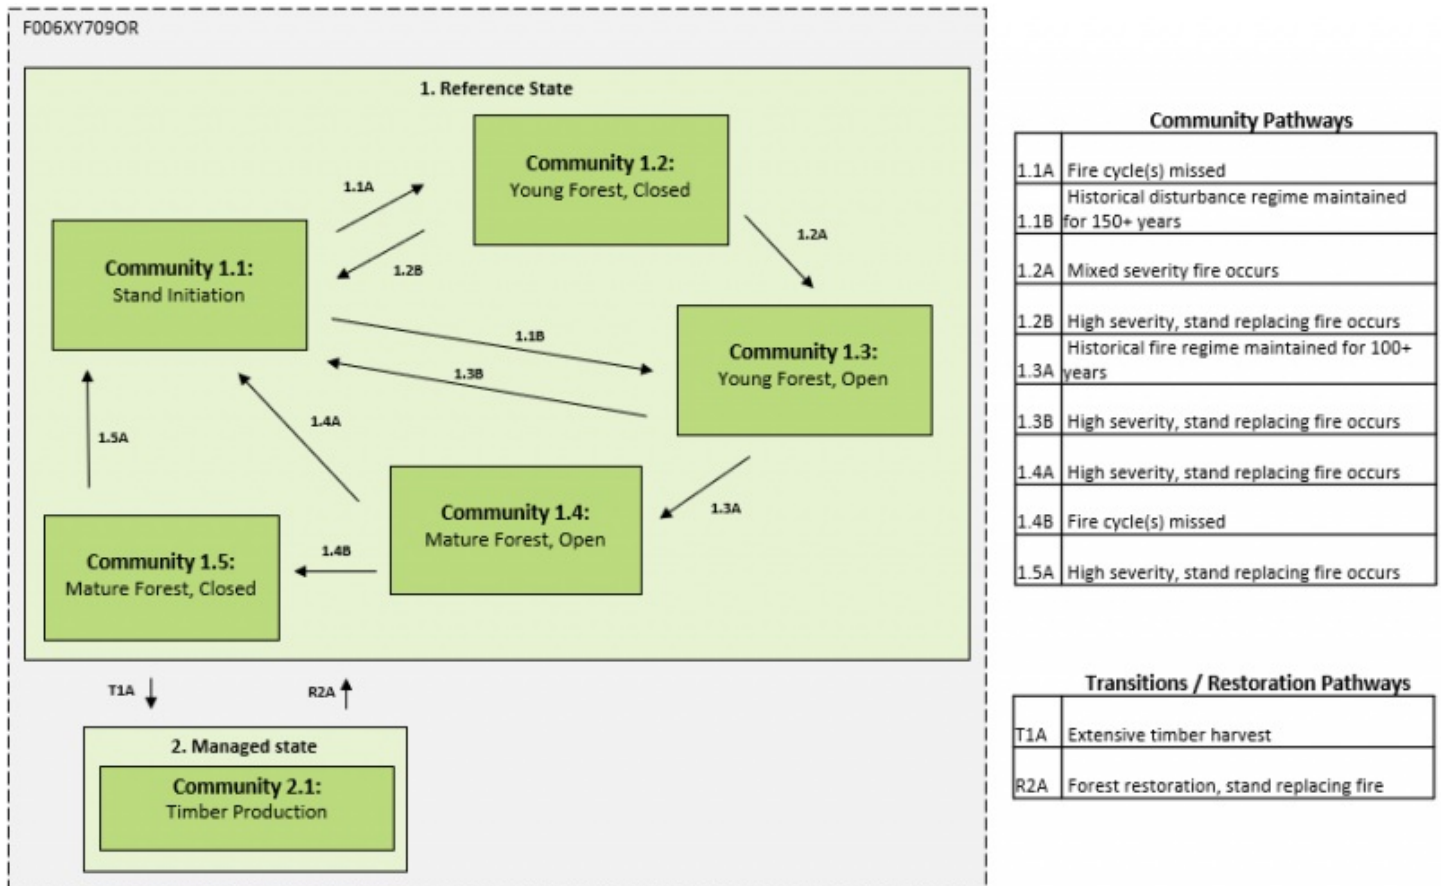 F006XY709OR
1. Reference State
Community 1.2:
Young Forest, Closed
1.1A
1.2B
1.2A
Community 1.1:
Stand Initiation
1.1B
1.3B
Community 1.3:
Young Forest, Open
1.4A
1.5A
1.3A
Community 1.4:
Mature Forest, Open
1.4B
Community 1.5:
Mature Forest, Closed
T1A
R2A
2. Managed state
Community 2.1:
Timber Production
Community Pathways
1.1A Fire cycle(s) missed
Historical disturbance regime maintained
1.1B for 150+ years
1.2A Mixed severity fire occurs
1.2B High severity, stand replacing fire occurs
Historical fire regime maintained for 100+
1.3A years
1.3B High severity, stand replacing fire occurs
1.4A High severity, stand replacing fire occurs
1.4B Fire cycle(s) missed
1.5A High severity, stand replacing fire occurs
Transitions / Restoration Pathways
T1A Extensive timber harvest
R2A Forest restoration, stand replacing fire